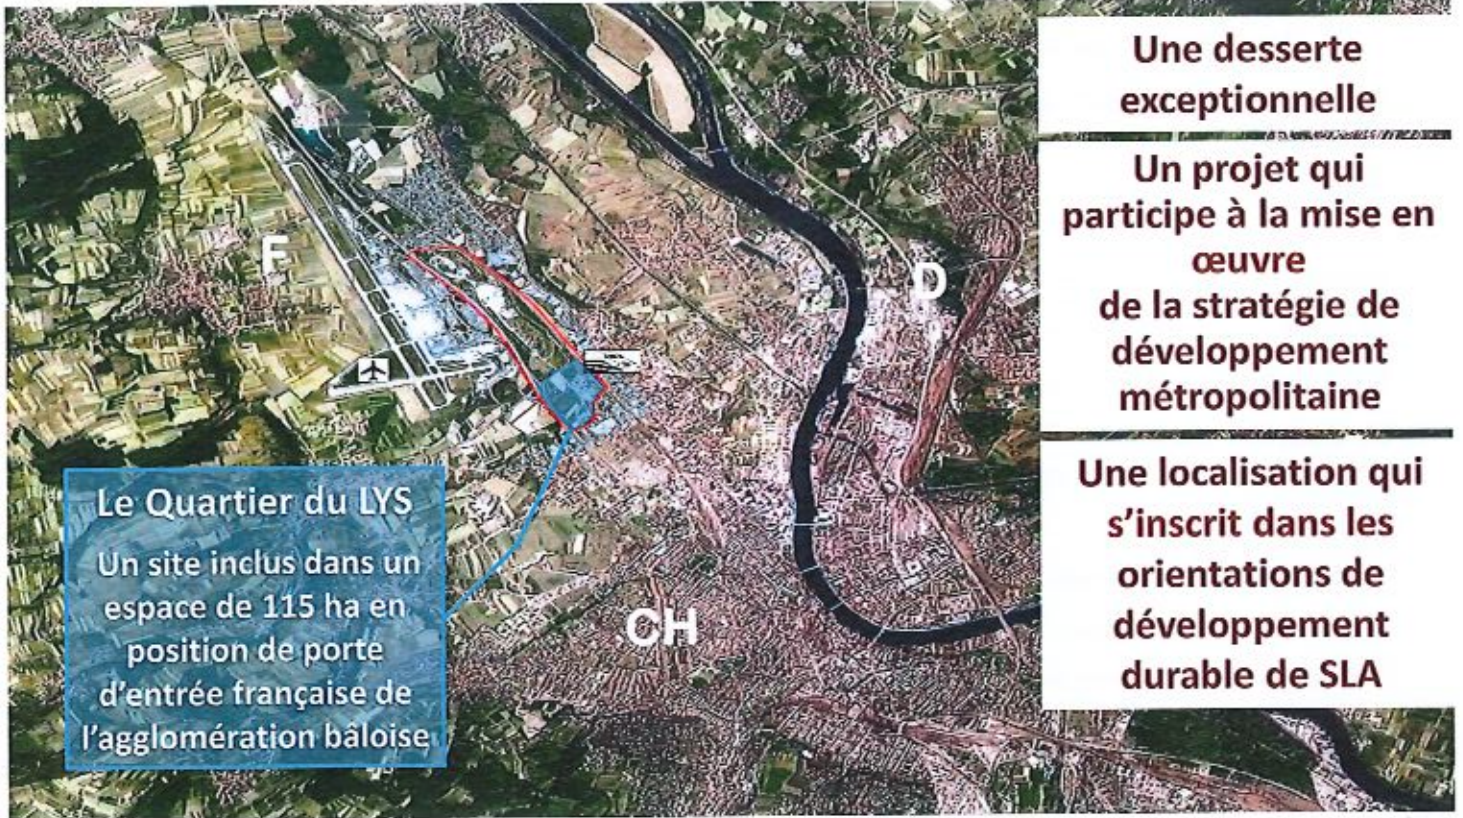 Une desserte
exceptionnelle
Un projet qui
participe à la mise en
œuvre
de la stratégie de
développement
métropolitaine
Une localisation qui
s'inscrit dans les
orientations de
développement
durable de SLA
F
D
CH
Le Quartier du LYS
Un site inclus dans un
espace de 115 ha en
position de porte
d'entrée française de
l'agglomération bâloise